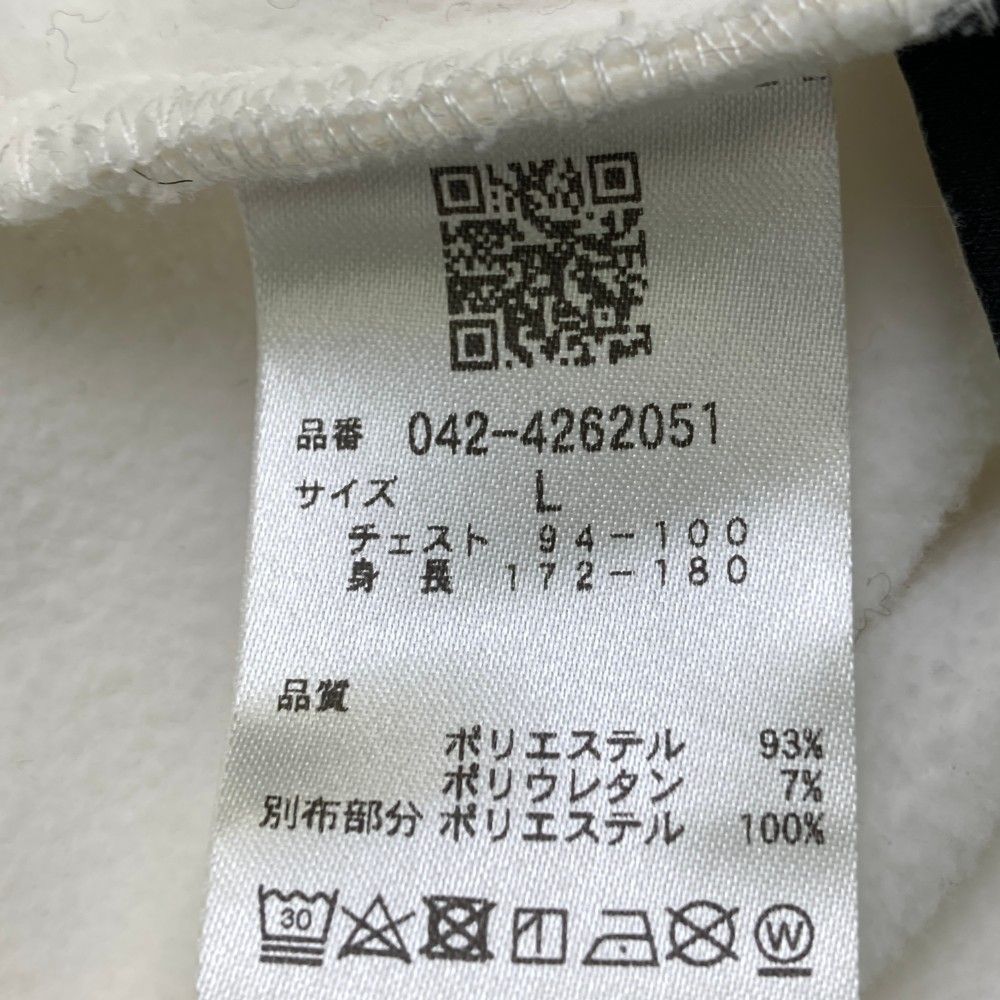 品番 042-4262051
サイズ L
チェスト 94-100
身長 172-180
品質
ポリエステル 93%
ポリウレタン 7%
別布部分 ポリエステル 100%
30
W